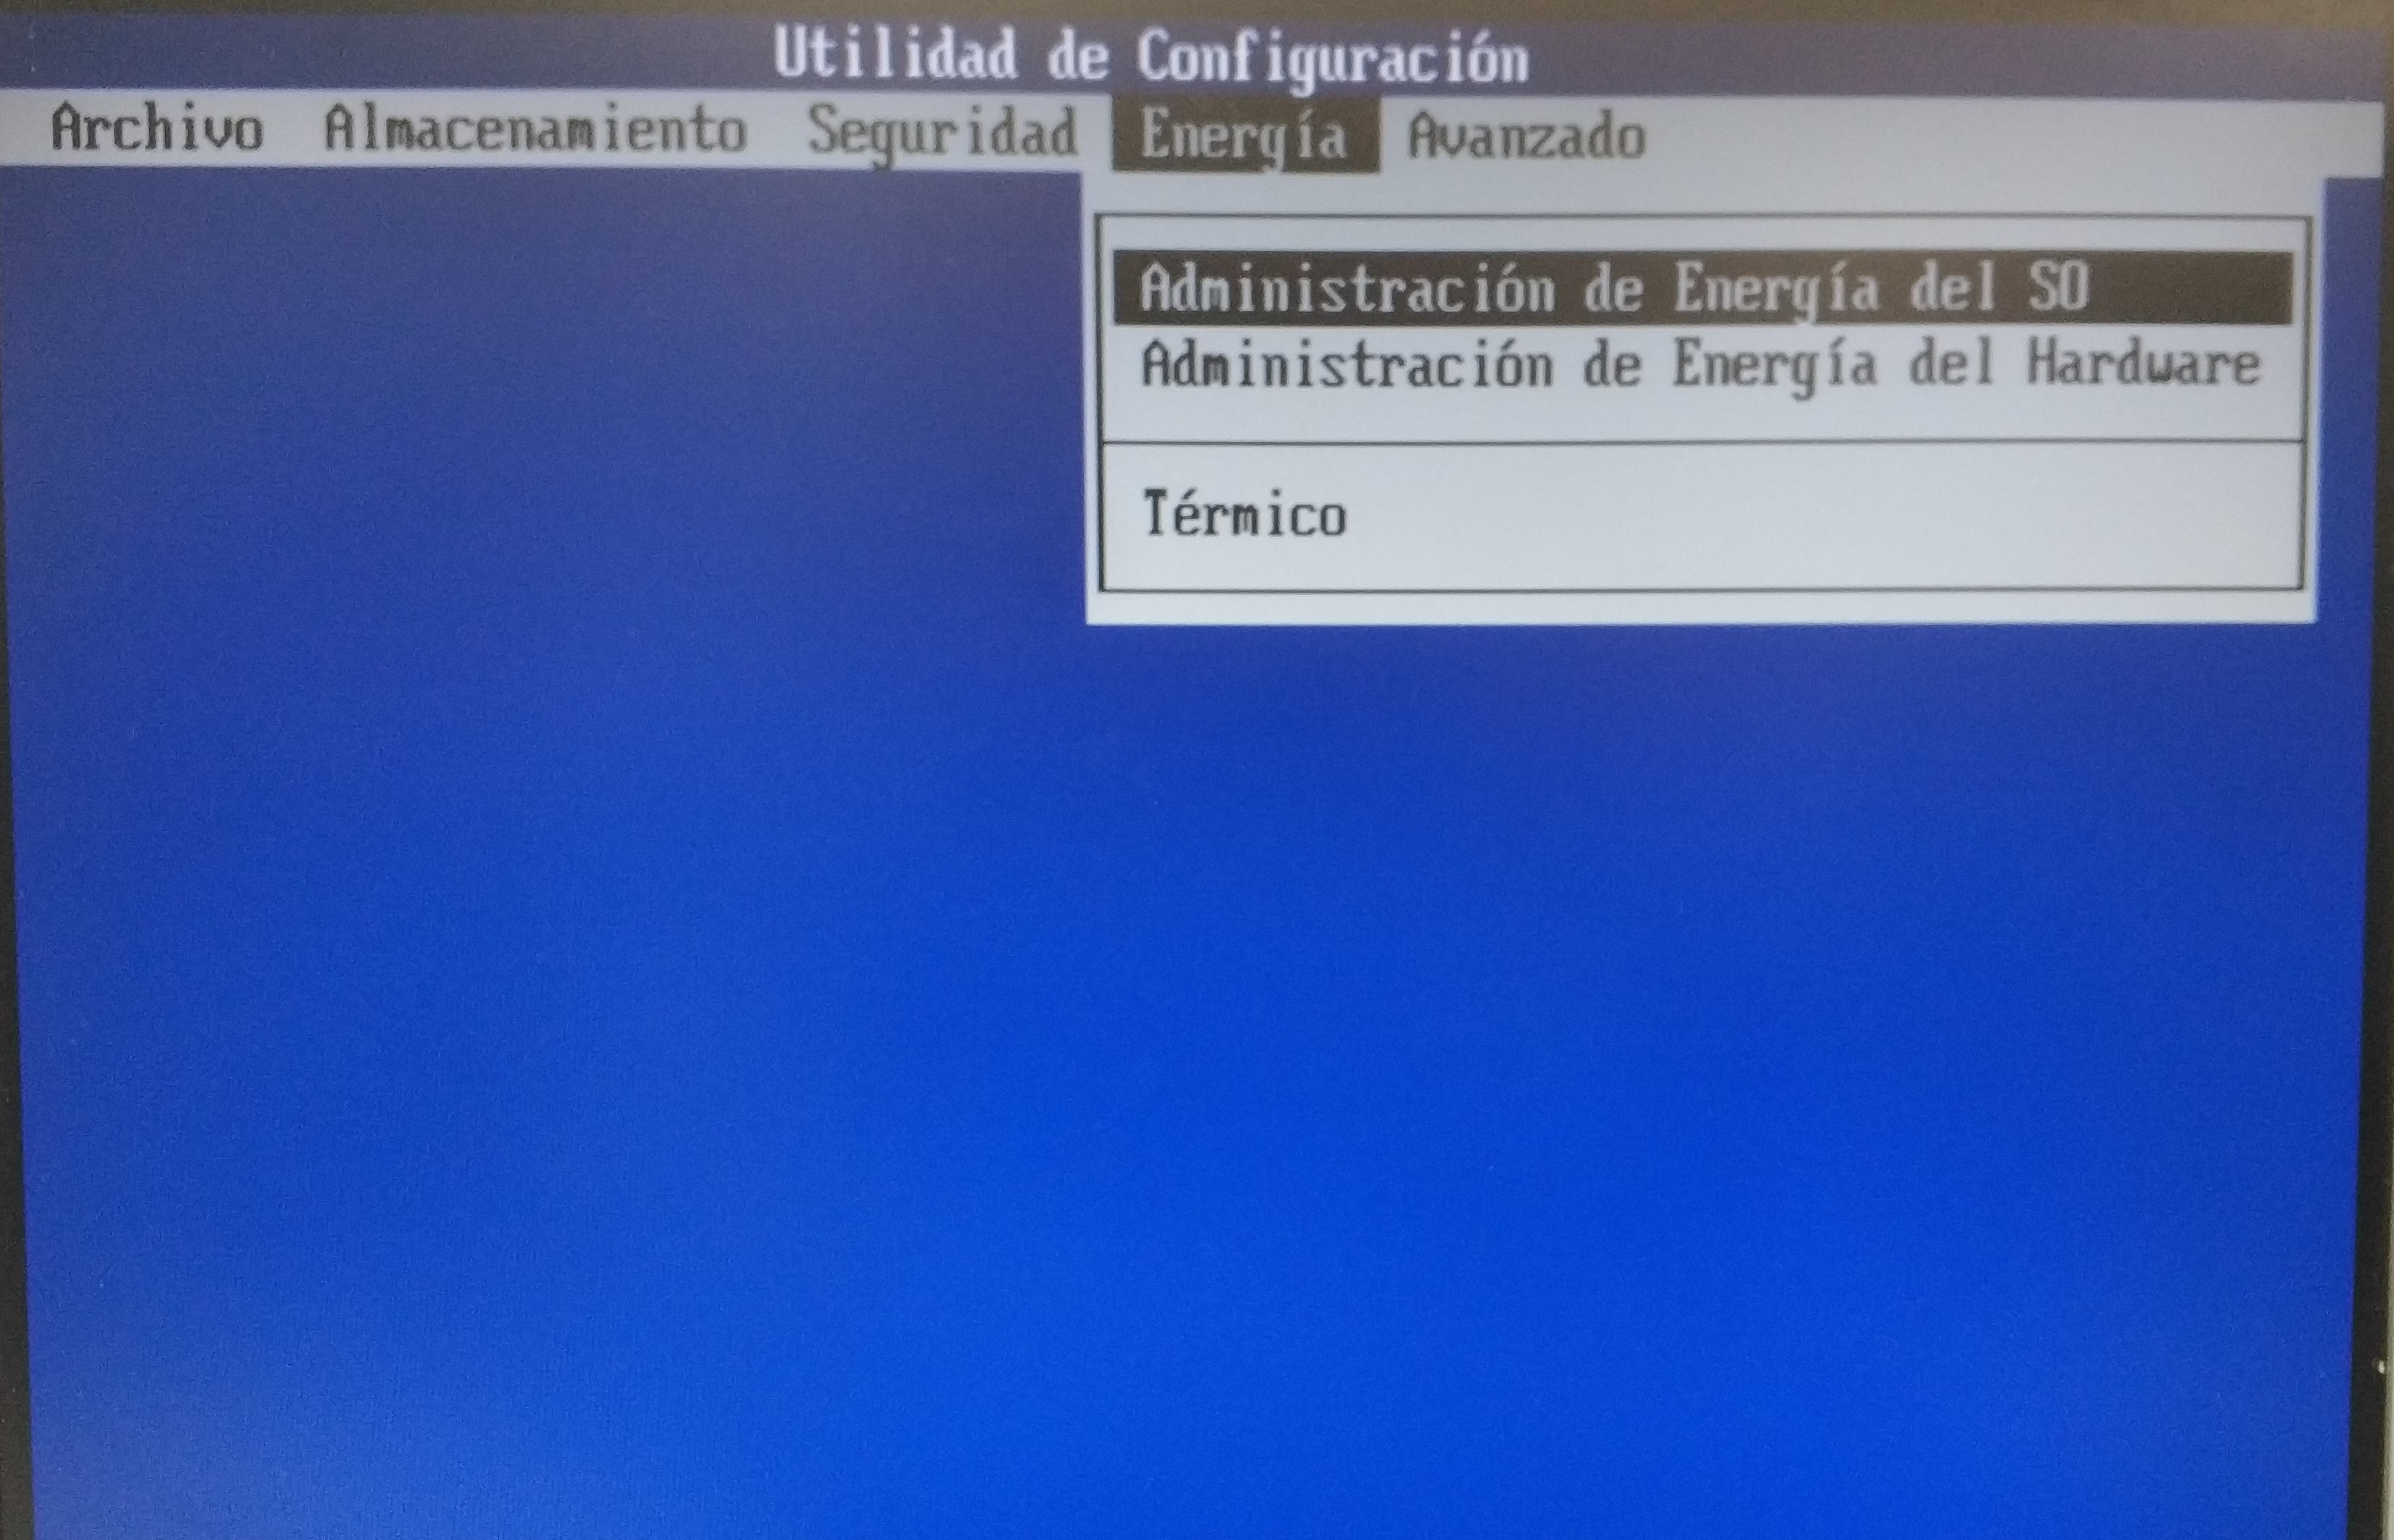 Utilidad de Configuración
Archivo Almacenamiento Seguridad Energía Avanzado
Administración de Energía del SO
Administración de Energía del Hardware
Térmico